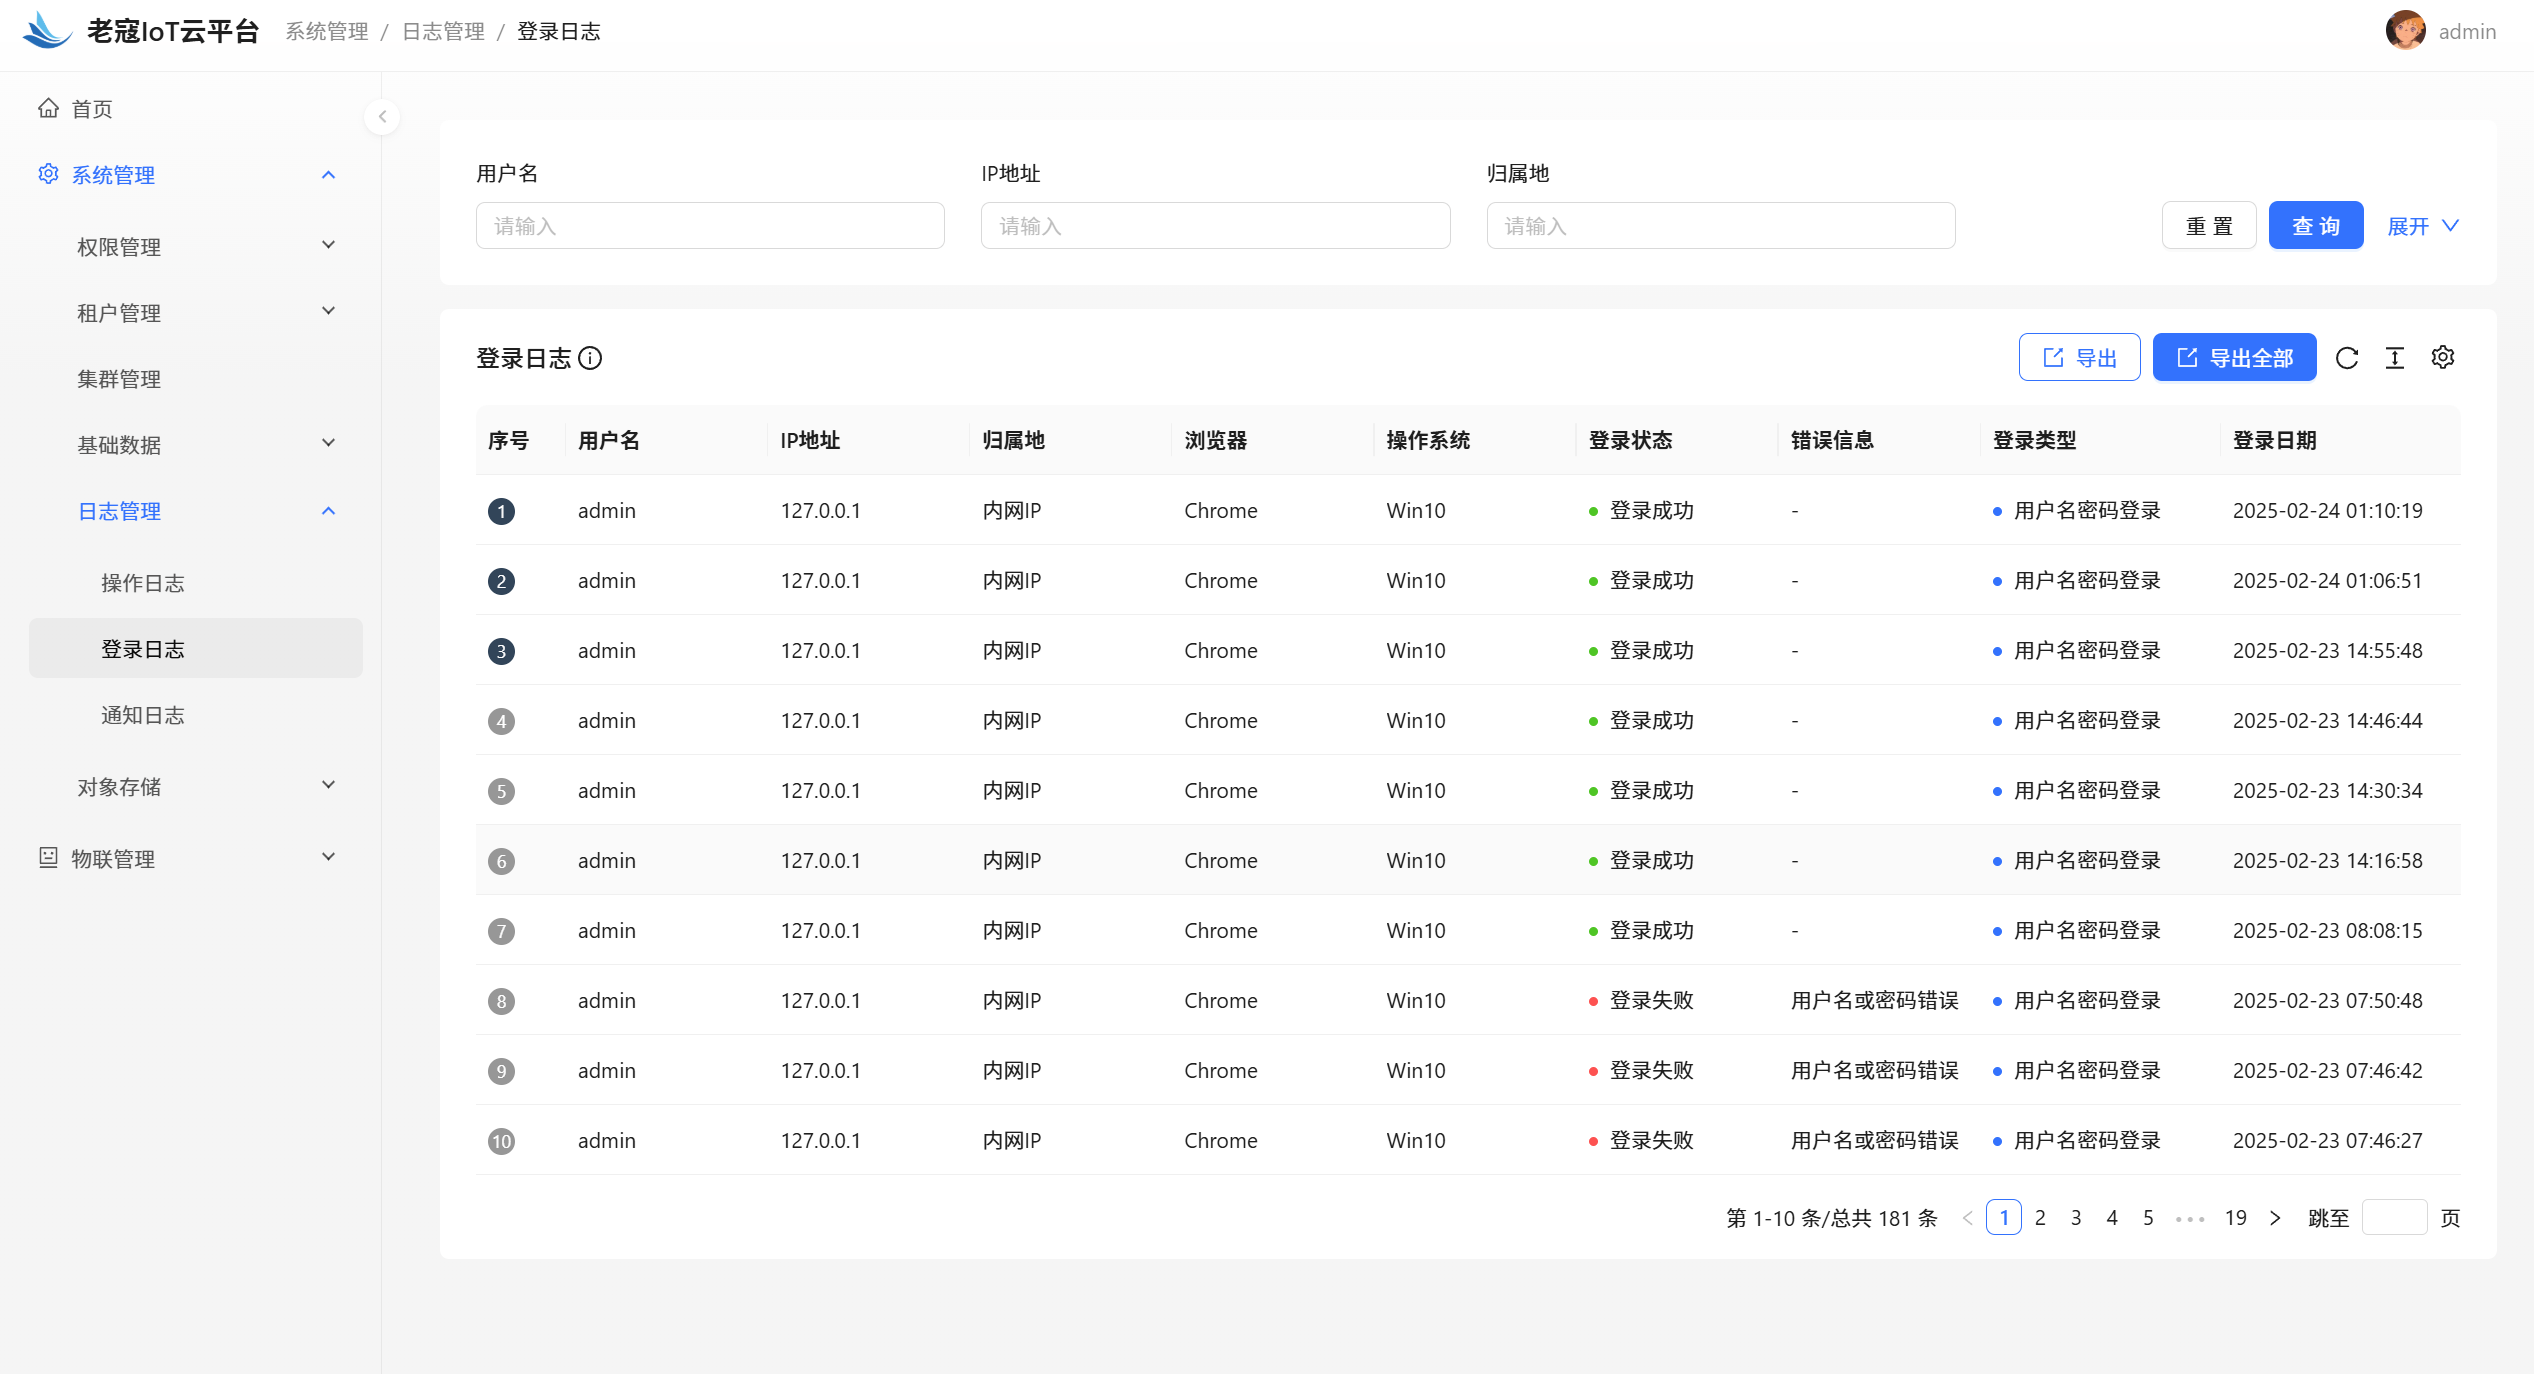 老寇IoT云平台 系统管理 / 日志管理 / 登录日志 admin
首页
系统管理
权限管理
租户管理
集群管理
基础数据
日志管理
操作日志
登录日志
通知日志
对象存储
物联管理
用户名 IP地址 归属地
请输入 请输入 请输入 重 置 查 询 展开
登录日志 导出 导出全部
序号 用户名 IP地址 归属地 浏览器 操作系统 登录状态 错误信息 登录类型 登录日期
1 admin 127.0.0.1 内网IP Chrome Win10 登录成功 - 用户名密码登录 2025-02-24 01:10:19
2 admin 127.0.0.1 内网IP Chrome Win10 登录成功 - 用户名密码登录 2025-02-24 01:06:51
3 admin 127.0.0.1 内网IP Chrome Win10 登录成功 - 用户名密码登录 2025-02-23 14:55:48
4 admin 127.0.0.1 内网IP Chrome Win10 登录成功 - 用户名密码登录 2025-02-23 14:46:44
5 admin 127.0.0.1 内网IP Chrome Win10 登录成功 - 用户名密码登录 2025-02-23 14:30:34
6 admin 127.0.0.1 内网IP Chrome Win10 登录成功 - 用户名密码登录 2025-02-23 14:16:58
7 admin 127.0.0.1 内网IP Chrome Win10 登录成功 - 用户名密码登录 2025-02-23 08:08:15
8 admin 127.0.0.1 内网IP Chrome Win10 登录失败 用户名或密码错误 用户名密码登录 2025-02-23 07:50:48
9 admin 127.0.0.1 内网IP Chrome Win10 登录失败 用户名或密码错误 用户名密码登录 2025-02-23 07:46:42
10 admin 127.0.0.1 内网IP Chrome Win10 登录失败 用户名或密码错误 用户名密码登录 2025-02-23 07:46:27
第 1-10 条/总共 181 条 < 1 2 3 4 5 ••• 19 > 跳至 页